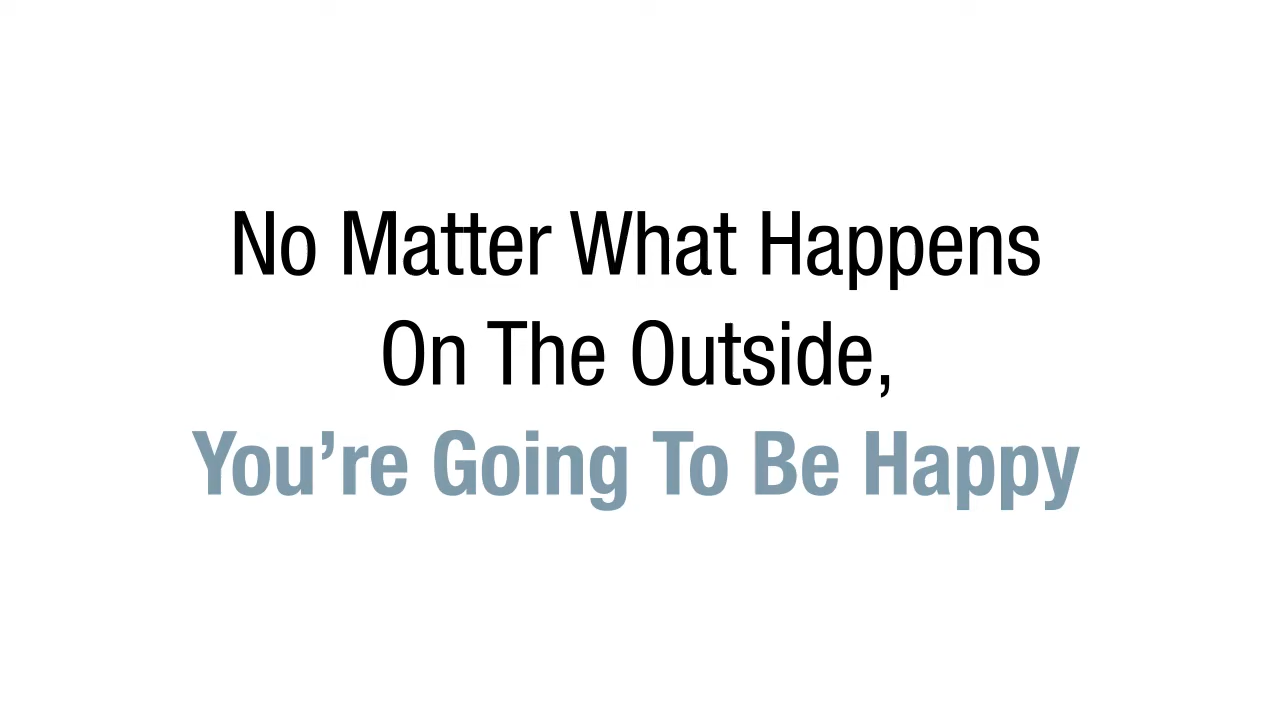 No Matter What Happens
On The Outside,
You’re Going To Be Happy